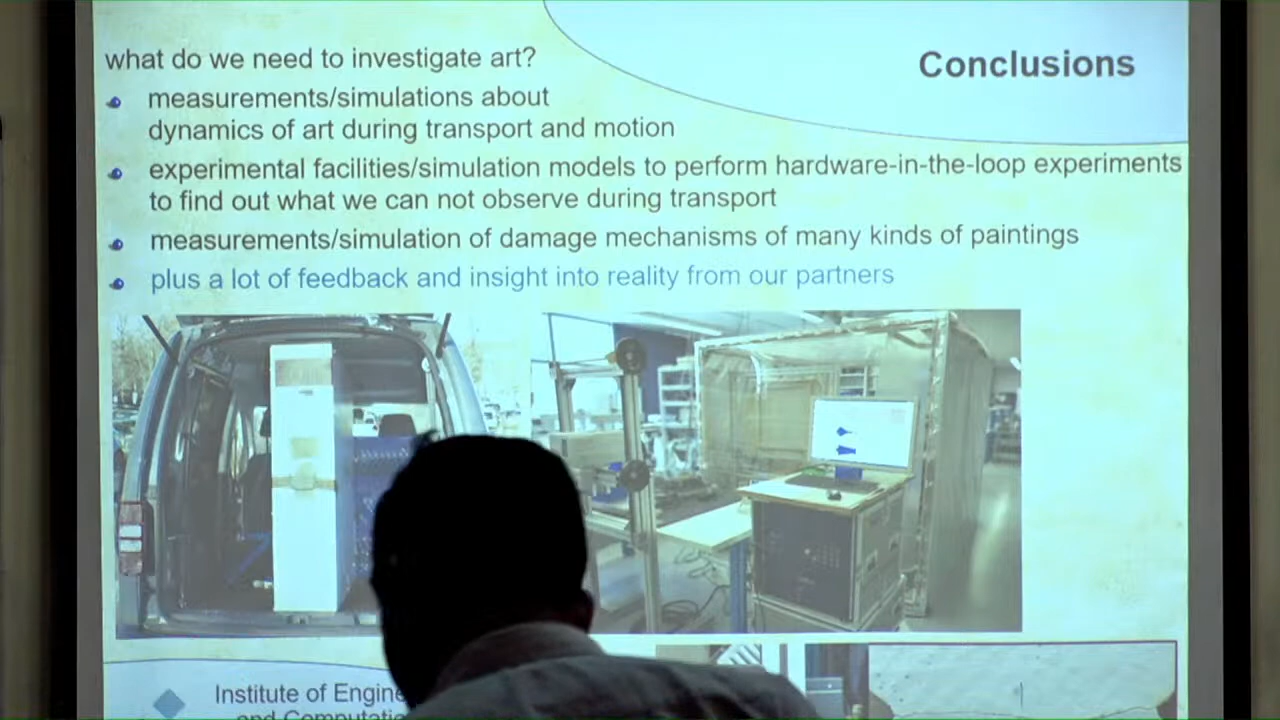 what do we need to investigate art?
Conclusions
measurements/simulations about
dynamics of art during transport and motion
experimental facilities/simulation models to perform hardware-in-the-loop experiments
to find out what we can not observe during transport
measurements/simulation of damage mechanisms of many kinds of paintings
plus a lot of feedback and insight into reality from our partners
Institute of Engine
and Computatio